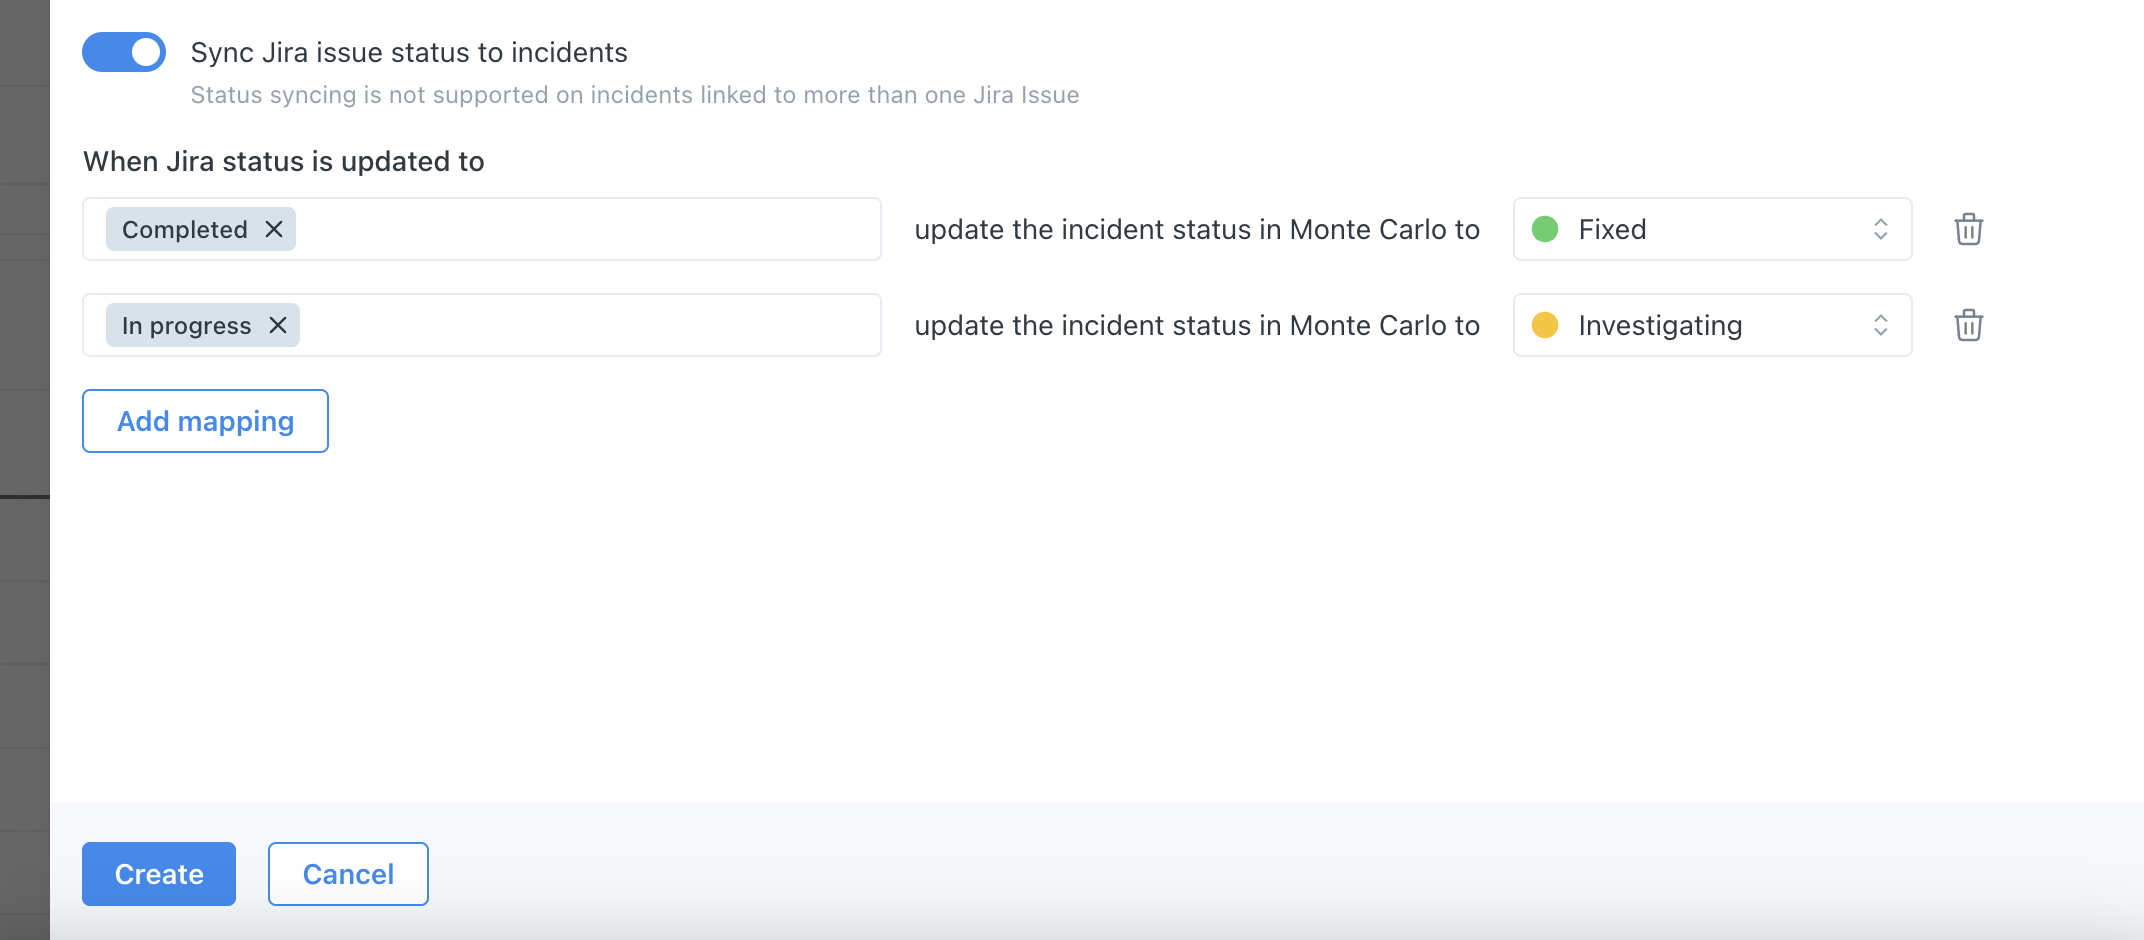 Sync Jira issue status to incidents
Status syncing is not supported on incidents linked to more than one Jira Issue
When Jira status is updated to
Completed update the incident status in Monte Carlo to Fixed
In progress update the incident status in Monte Carlo to Investigating
Add mapping
Create Cancel